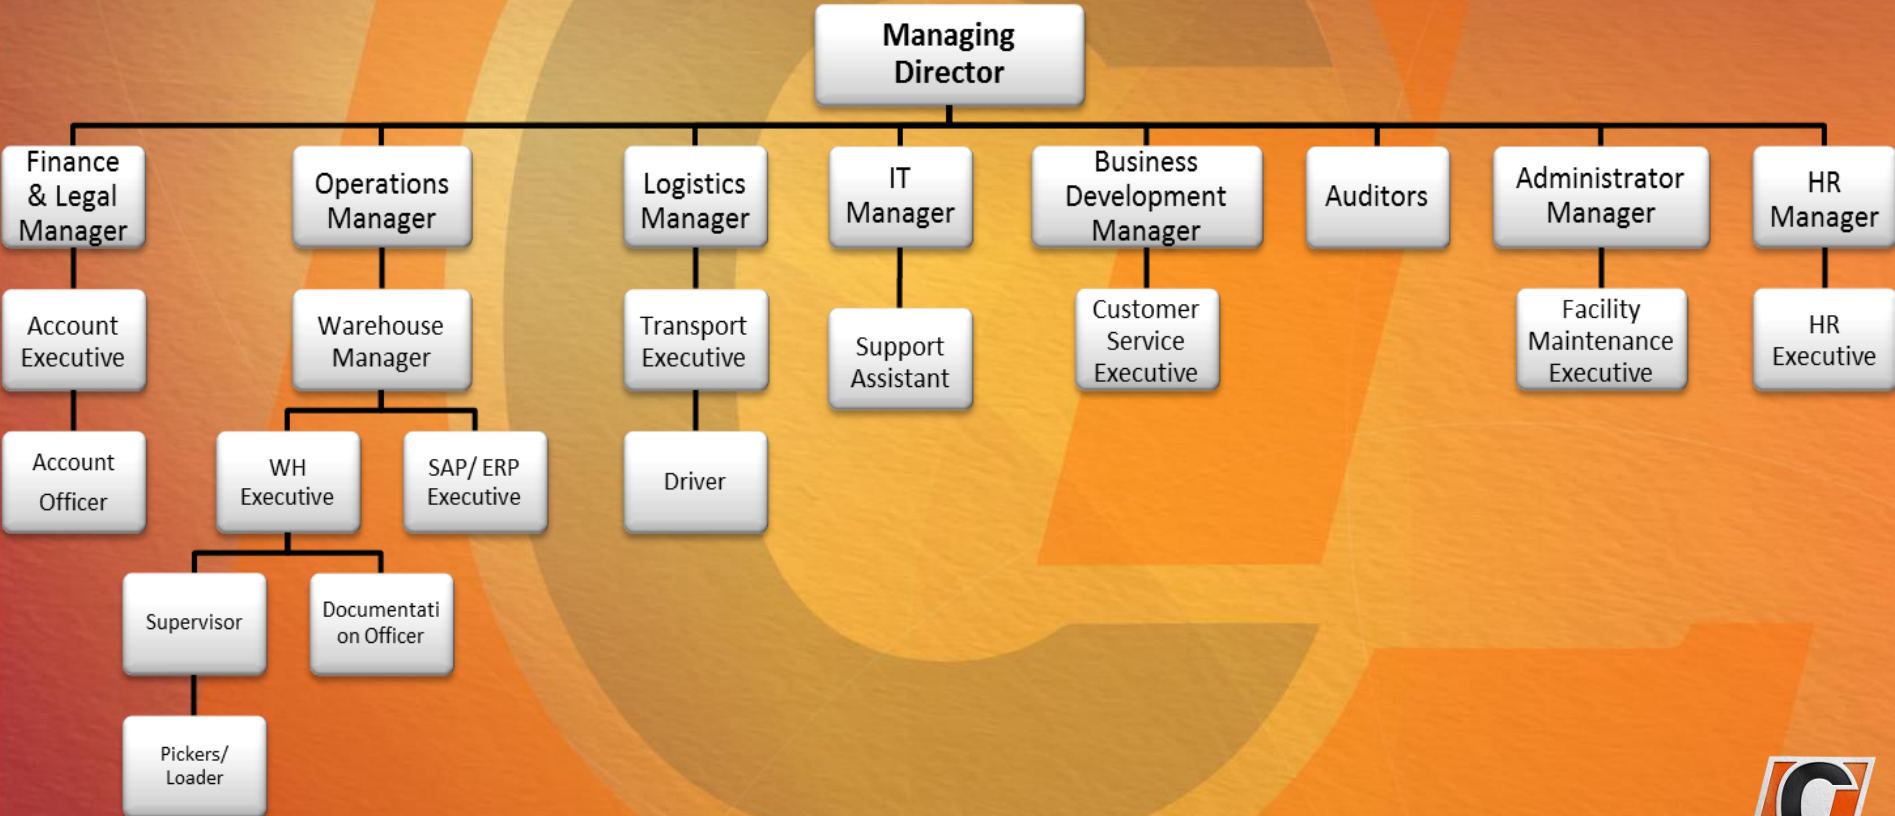 Managing
Director
Finance
& Legal
Manager
Operations
Manager
Logistics
Manager
IT
Manager
Business
Development
Manager
Auditors
Administrator
Manager
HR
Manager
Account
Executive
Warehouse
Manager
Transport
Executive
Support
Assistant
Customer
Service
Executive
Facility
Maintenance
Executive
HR
Executive
Account
Officer
WH
Executive
SAP/ ERP
Executive
Driver
Supervisor
Documentati
on Officer
Pickers/
Loader